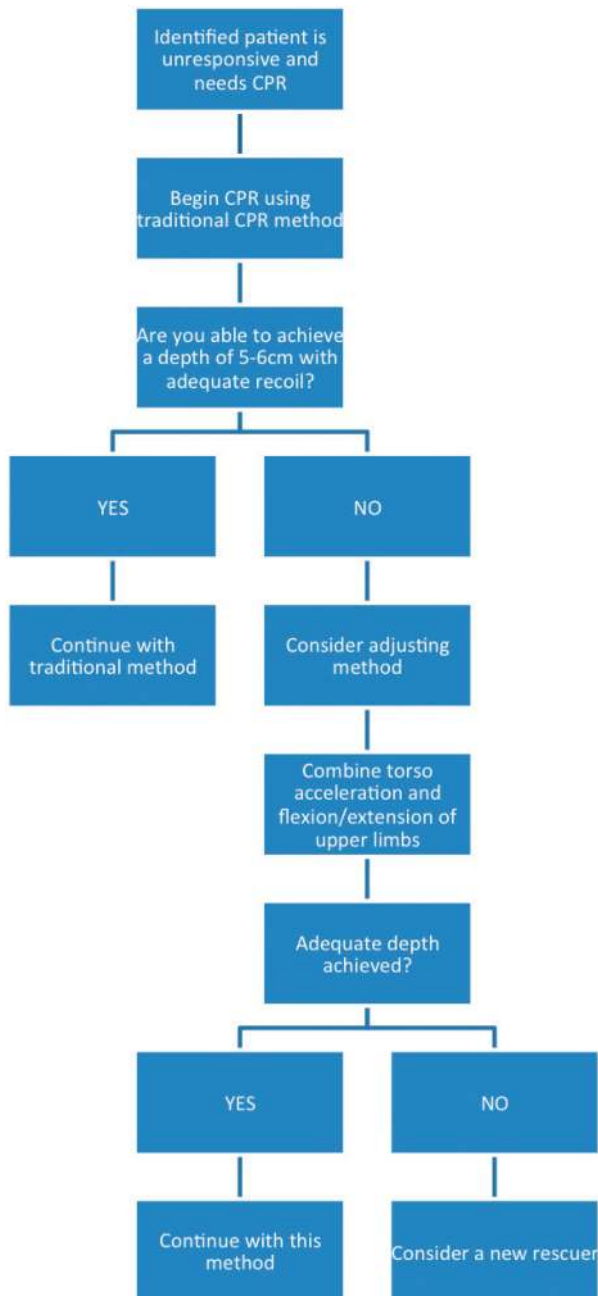 Identified patient is
unresponsive and
needs CPR
Begin CPR using
traditional CPR method
Are you able to achieve
a depth of 5-6cm with
adequate recoil?
YES
NO
Continue with
traditional method
Consider adjusting
method
Combine torso
acceleration and
flexion/extension of
upper limbs
Adequate depth
achieved?
YES
NO
Continue with this
method
Consider a new rescuer